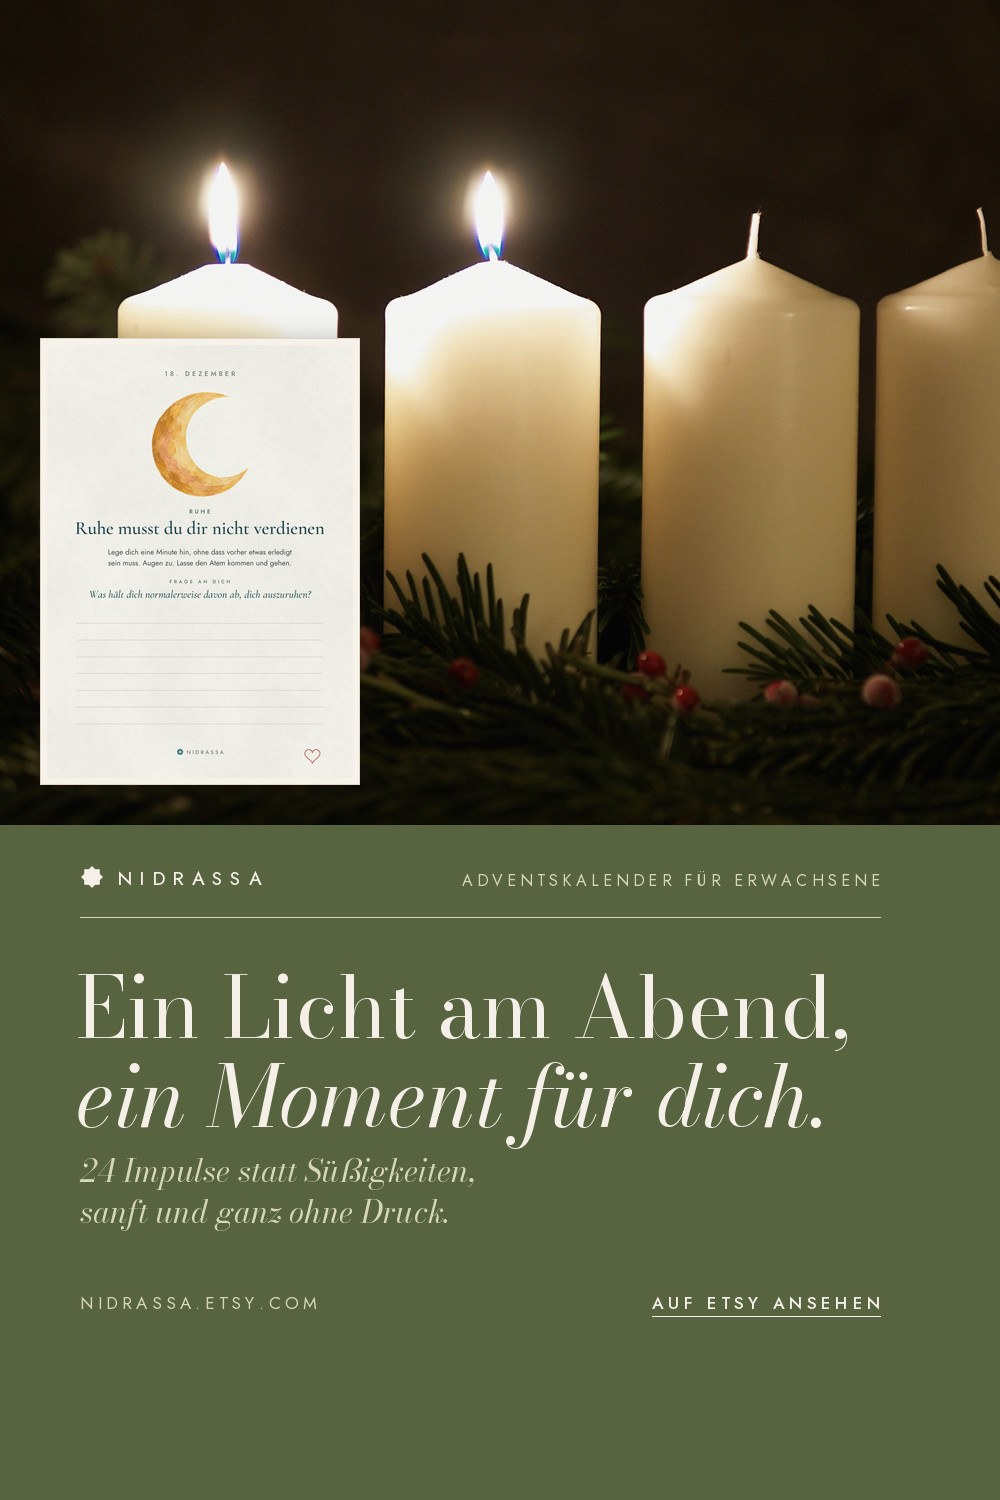 18. DEZEMBER
RUHE
Ruhe musst du dir nicht verdienen
Lege dich eine Minute hin, ohne dass vorher etwas erledigt
sein muss. Augen zu. Lasse den Atem kommen und gehen.
FRAGE AN DICH
Was hält dich normalerweise davon ab, dich auszuruhen?
NIDRASSA
NIDRASSA
ADVENTSKALENDER FÜR ERWACHSENE
Ein Licht am Abend,
ein Moment für dich.
24 Impulse statt Süßigkeiten,
sanft und ganz ohne Druck.
NIDRASSA.ETSY.COM
AUF ETSY ANSEHEN